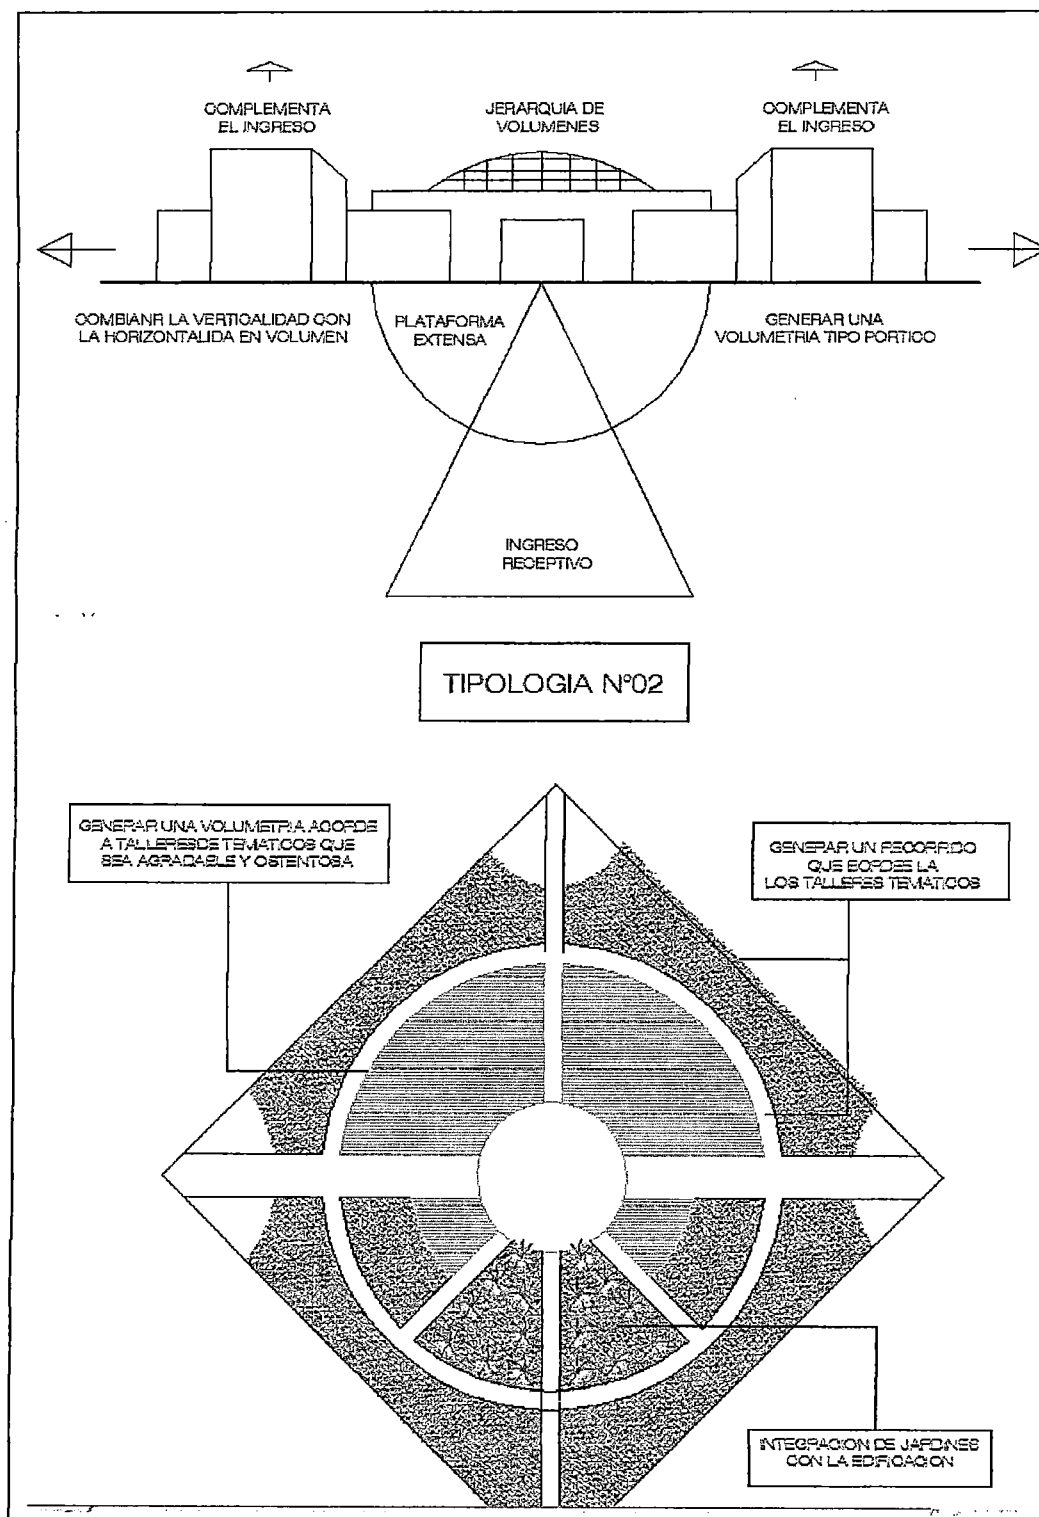 COMPLEMENTA
EL INGRESO
JERARQUIA DE
VOLUMENES
COMPLEMENTA
EL INGRESO
COMBIANR LA VERTICALIDAD CON
LA HORIZONTALIDA EN VOLUMEN
PLATAFORMA
EXTENSA
GENERAR UNA
VOLUMETRIA TIPO PORTICO
INGRESO
RECEPTIVO
TIPOLOGIA N°02
GENERAR UNA VOLUMETRIA ACORDE
A TALLERESDE TEMATICOS QUE
SEA AGRADABLE Y OSTENTOSA
GENERAR UN RECORRIDO
QUE BORDES LA
LOS TALLERES TEMATICOS
INTEGRACION DE JARDINES
CON LA EDIFICACION